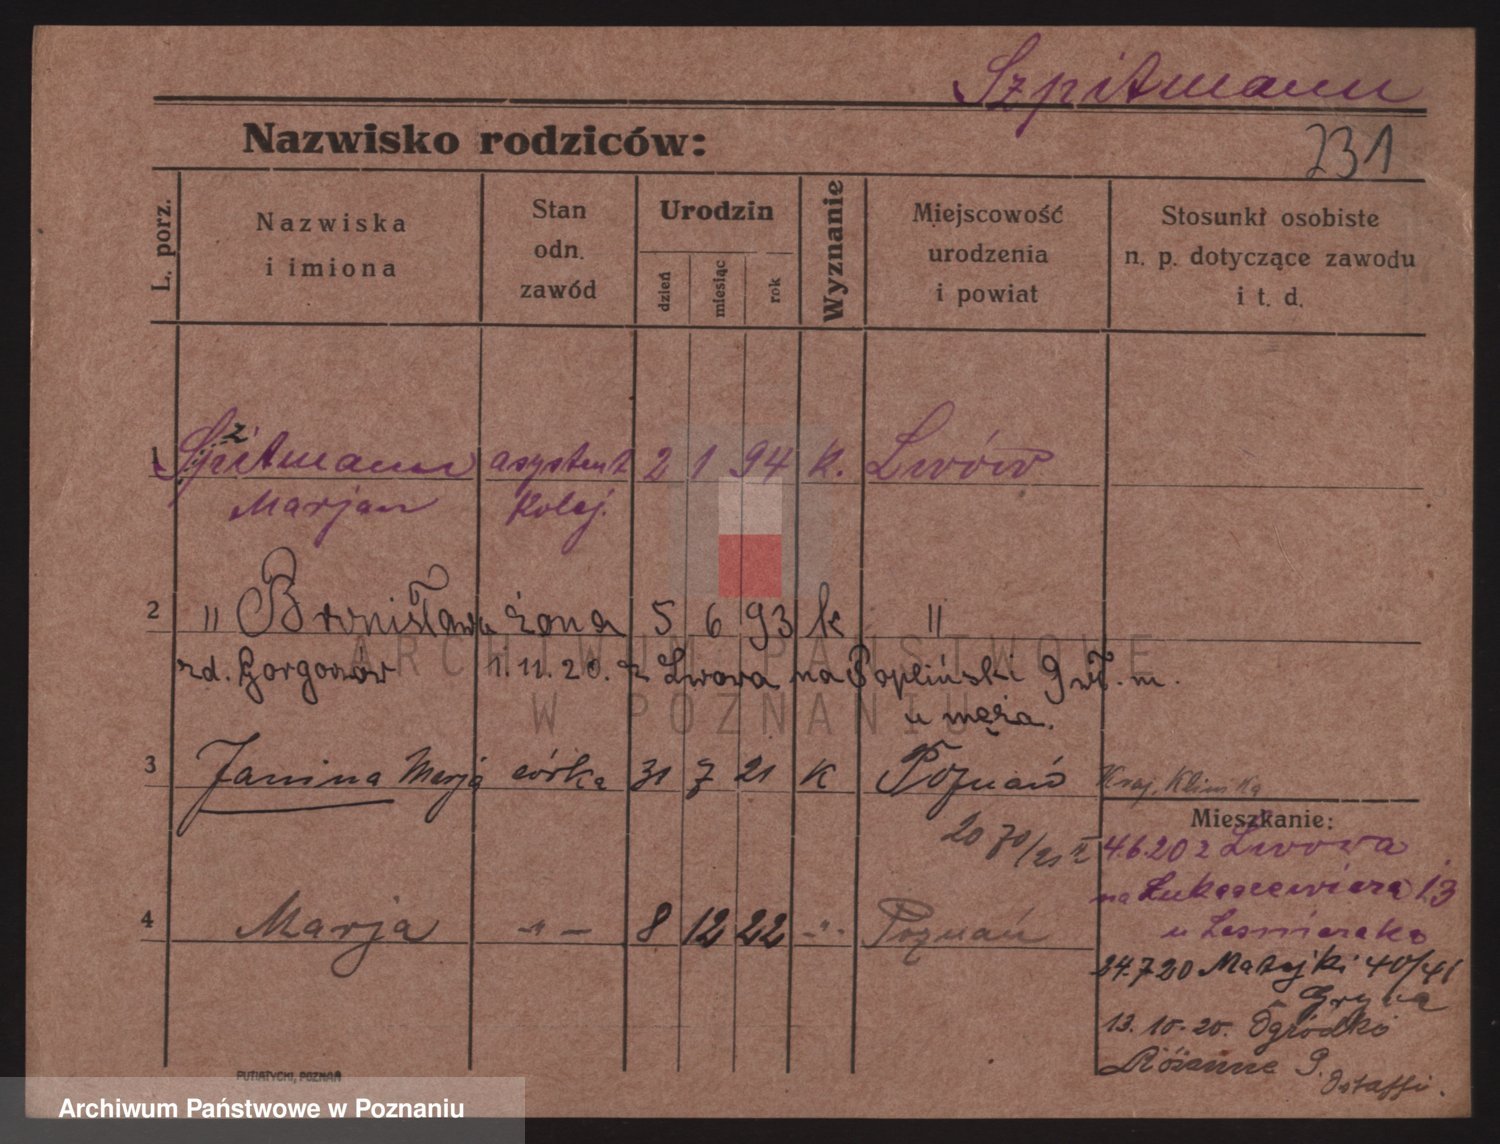 Szpitmann
Nazwisko rodziców:
231
L. porz.
Nazwiska
i imiona
Stan
odn.
zawód
Urodzin
dzień
miesiąc
rok
Wyznanie
Miejscowość
urodzenia
i powiat
Stosunki osobiste
n. p. dotyczące zawodu
i t. d.
1 Szpitmann asystent 2 1 94 k. Lwów
Marjan kolej.
2 " Bronisława żona 5 6 93 k "
1.11.20. z Lwowa na Poplińskich
u męża.
3 Janina Marja córka 31 7 21 k Poznań
Mieszkanie:
4.6.20 z Lwowa
na Łukaszewicza 13
4 Marja -"- 8 12 22 -"- Poznań
u Leśniaraka
24.7.20 Matejki 40/41
13.10.20. Ogródki
Różanne
PUTIATYCKI, POZNAŃ
ARCHIWUM PAŃSTWOWE
W POZNANIU
Archiwum Państwowe w Poznaniu